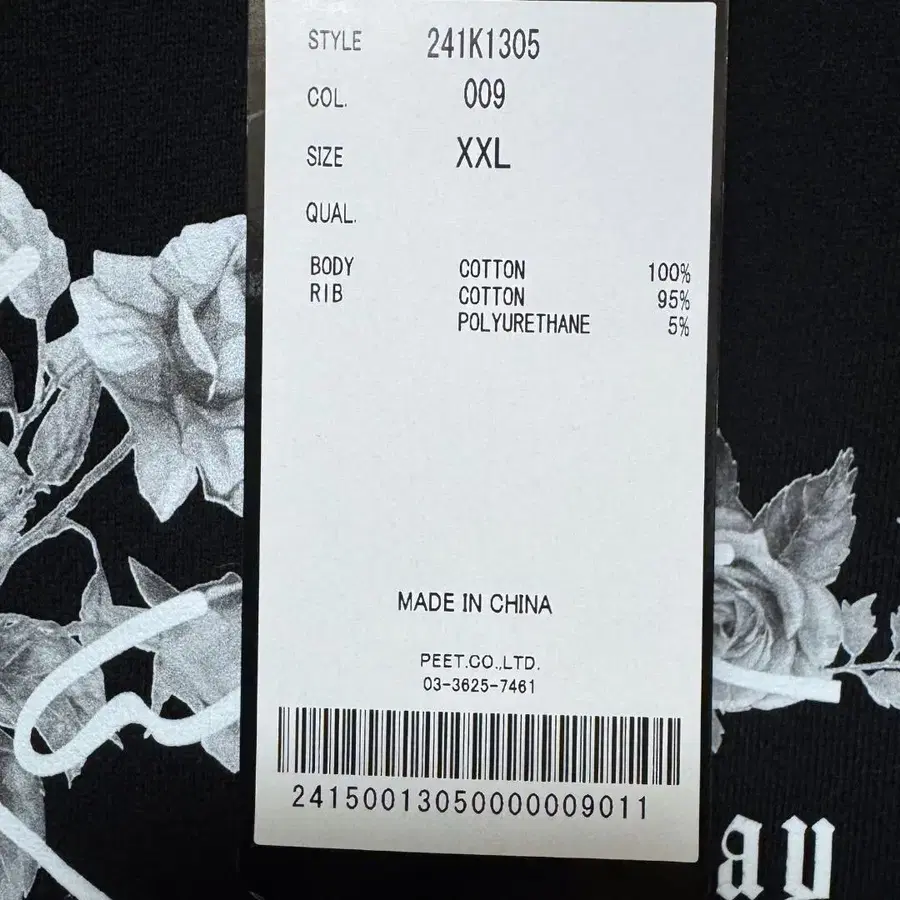 STYLE 241K1305
COL. 009
SIZE XXL
QUAL.
BODY COTTON 100%
RIB COTTON 95%
POLYURETHANE 5%
MADE IN CHINA
PEET.CO.,LTD.
03-3625-7461
24150013050000009011